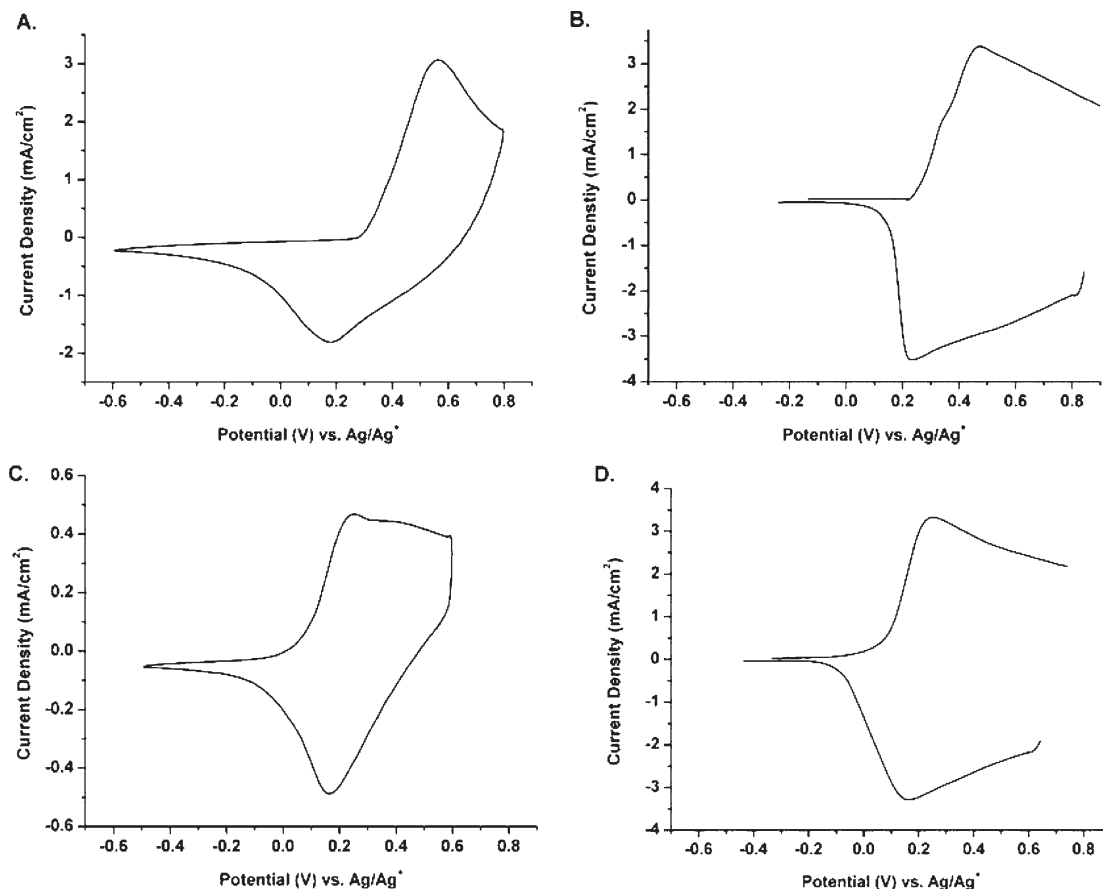 A.
3
2
1
0
-1
-2
Current Density (mA/cm²)
-0.6 -0.4 -0.2 0.0 0.2 0.4 0.6 0.8
Potential (V) vs. Ag/Ag⁺
B.
3
2
1
0
-1
-2
-3
-4
Current Denstiy (mA/cm²)
-0.6 -0.4 -0.2 0.0 0.2 0.4 0.6 0.8
Potential (V) vs. Ag/Ag⁺
C.
0.6
0.4
0.2
0.0
-0.2
-0.4
-0.6
Current Density (mA/cm²)
-0.6 -0.4 -0.2 0.0 0.2 0.4 0.6 0.8
Potential (V) vs. Ag/Ag⁺
D.
4
3
2
1
0
-1
-2
-3
-4
Current Density (mA/cm²)
-0.6 -0.4 -0.2 0.0 0.2 0.4 0.6 0.8
Potential (V) vs. Ag/Ag⁺